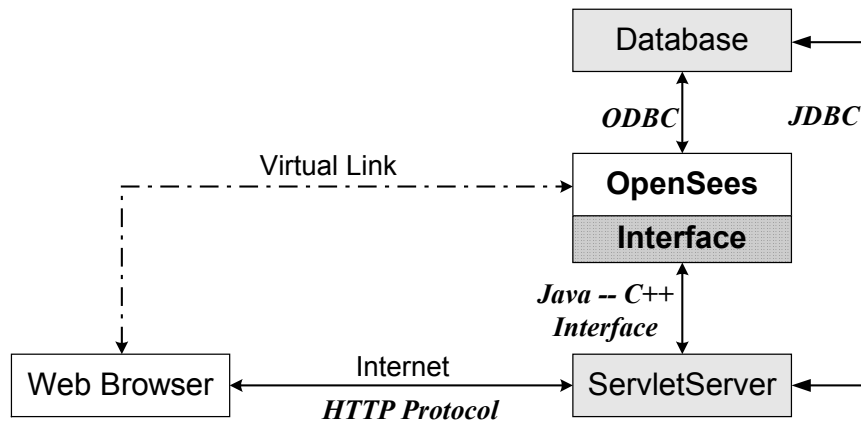 Database
ODBC
JDBC
Virtual Link
OpenSees
Interface
Java -- C++
Interface
Web Browser
Internet
HTTP Protocol
ServletServer